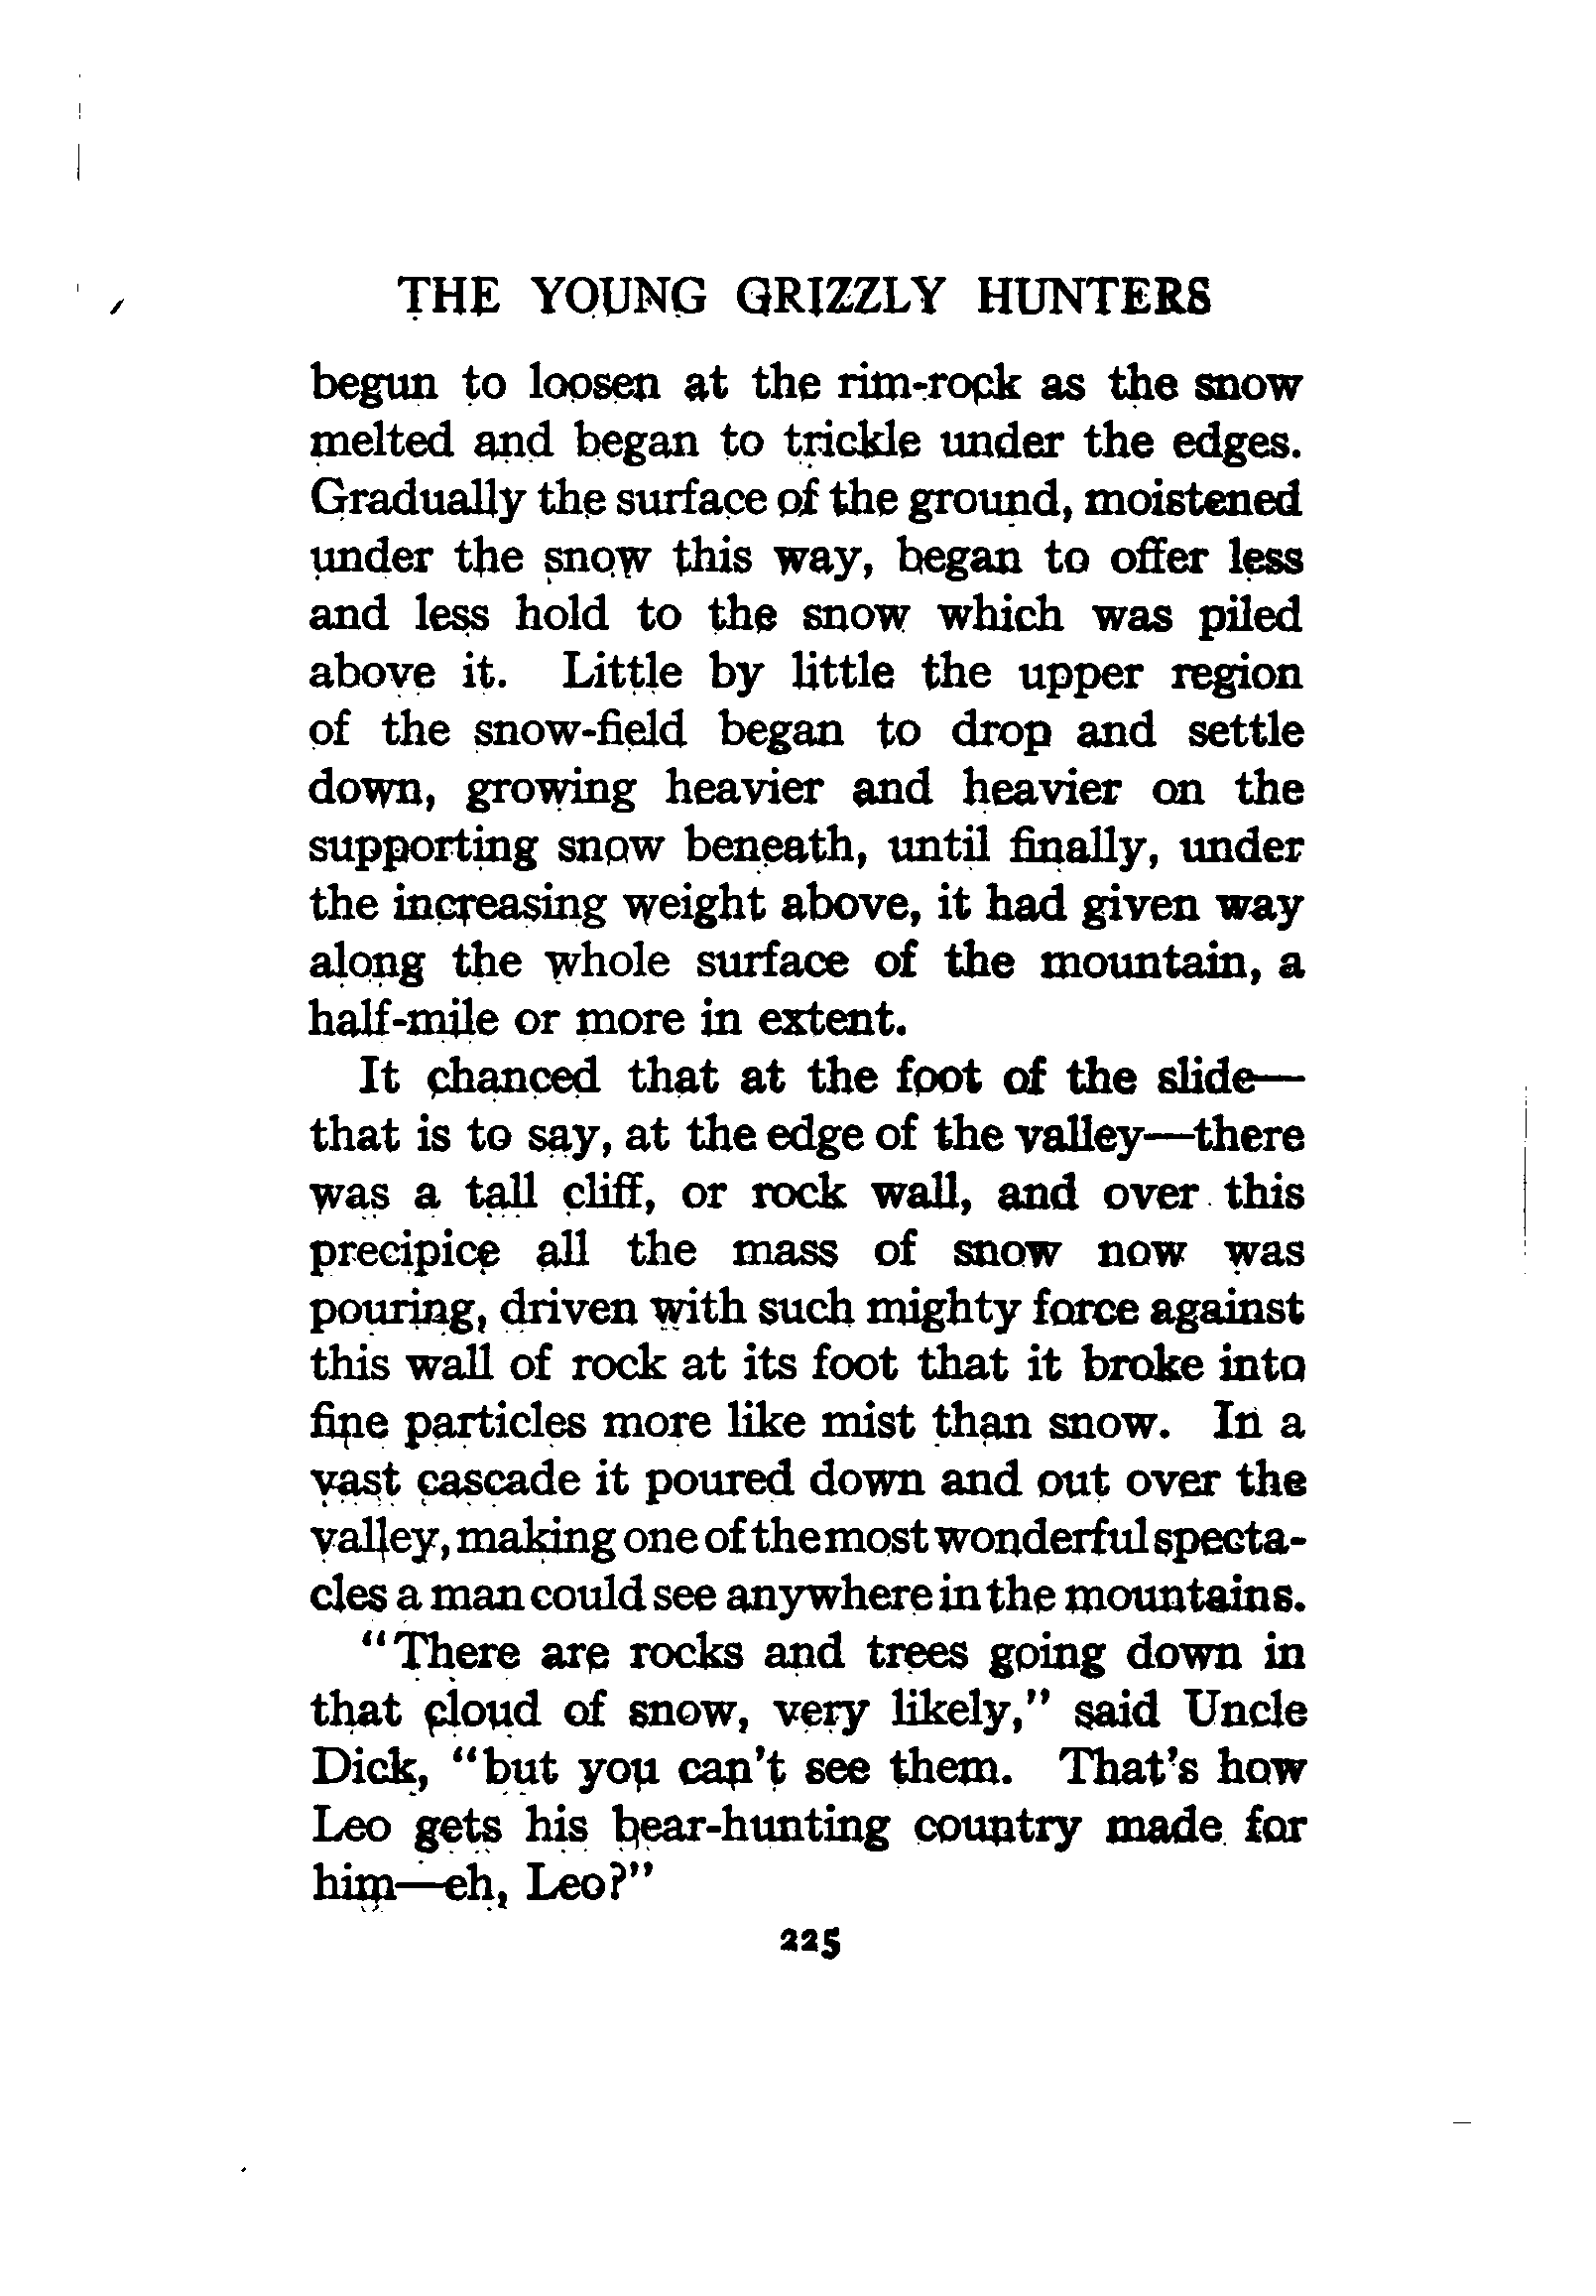 THE YOUNG GRIZZLY HUNTERS
begun to loosen at the rim-rock as the snow
melted and began to trickle under the edges.
Gradually the surface of the ground, moistened
under the snow this way, began to offer less
and less hold to the snow which was piled
above it. Little by little the upper region
of the snow-field began to drop and settle
down, growing heavier and heavier on the
supporting snow beneath, until finally, under
the increasing weight above, it had given way
along the whole surface of the mountain, a
half-mile or more in extent.
It chanced that at the foot of the slide—
that is to say, at the edge of the valley—there
was a tall cliff, or rock wall, and over this
precipice all the mass of snow now was
pouring, driven with such mighty force against
this wall of rock at its foot that it broke into
fine particles more like mist than snow. In a
vast cascade it poured down and out over the
valley, making one of the most wonderful specta-
cles a man could see anywhere in the mountains.
"There are rocks and trees going down in
that cloud of snow, very likely," said Uncle
Dick, "but you can't see them. That's how
Leo gets his bear-hunting country made for
him—eh, Leo?"
225